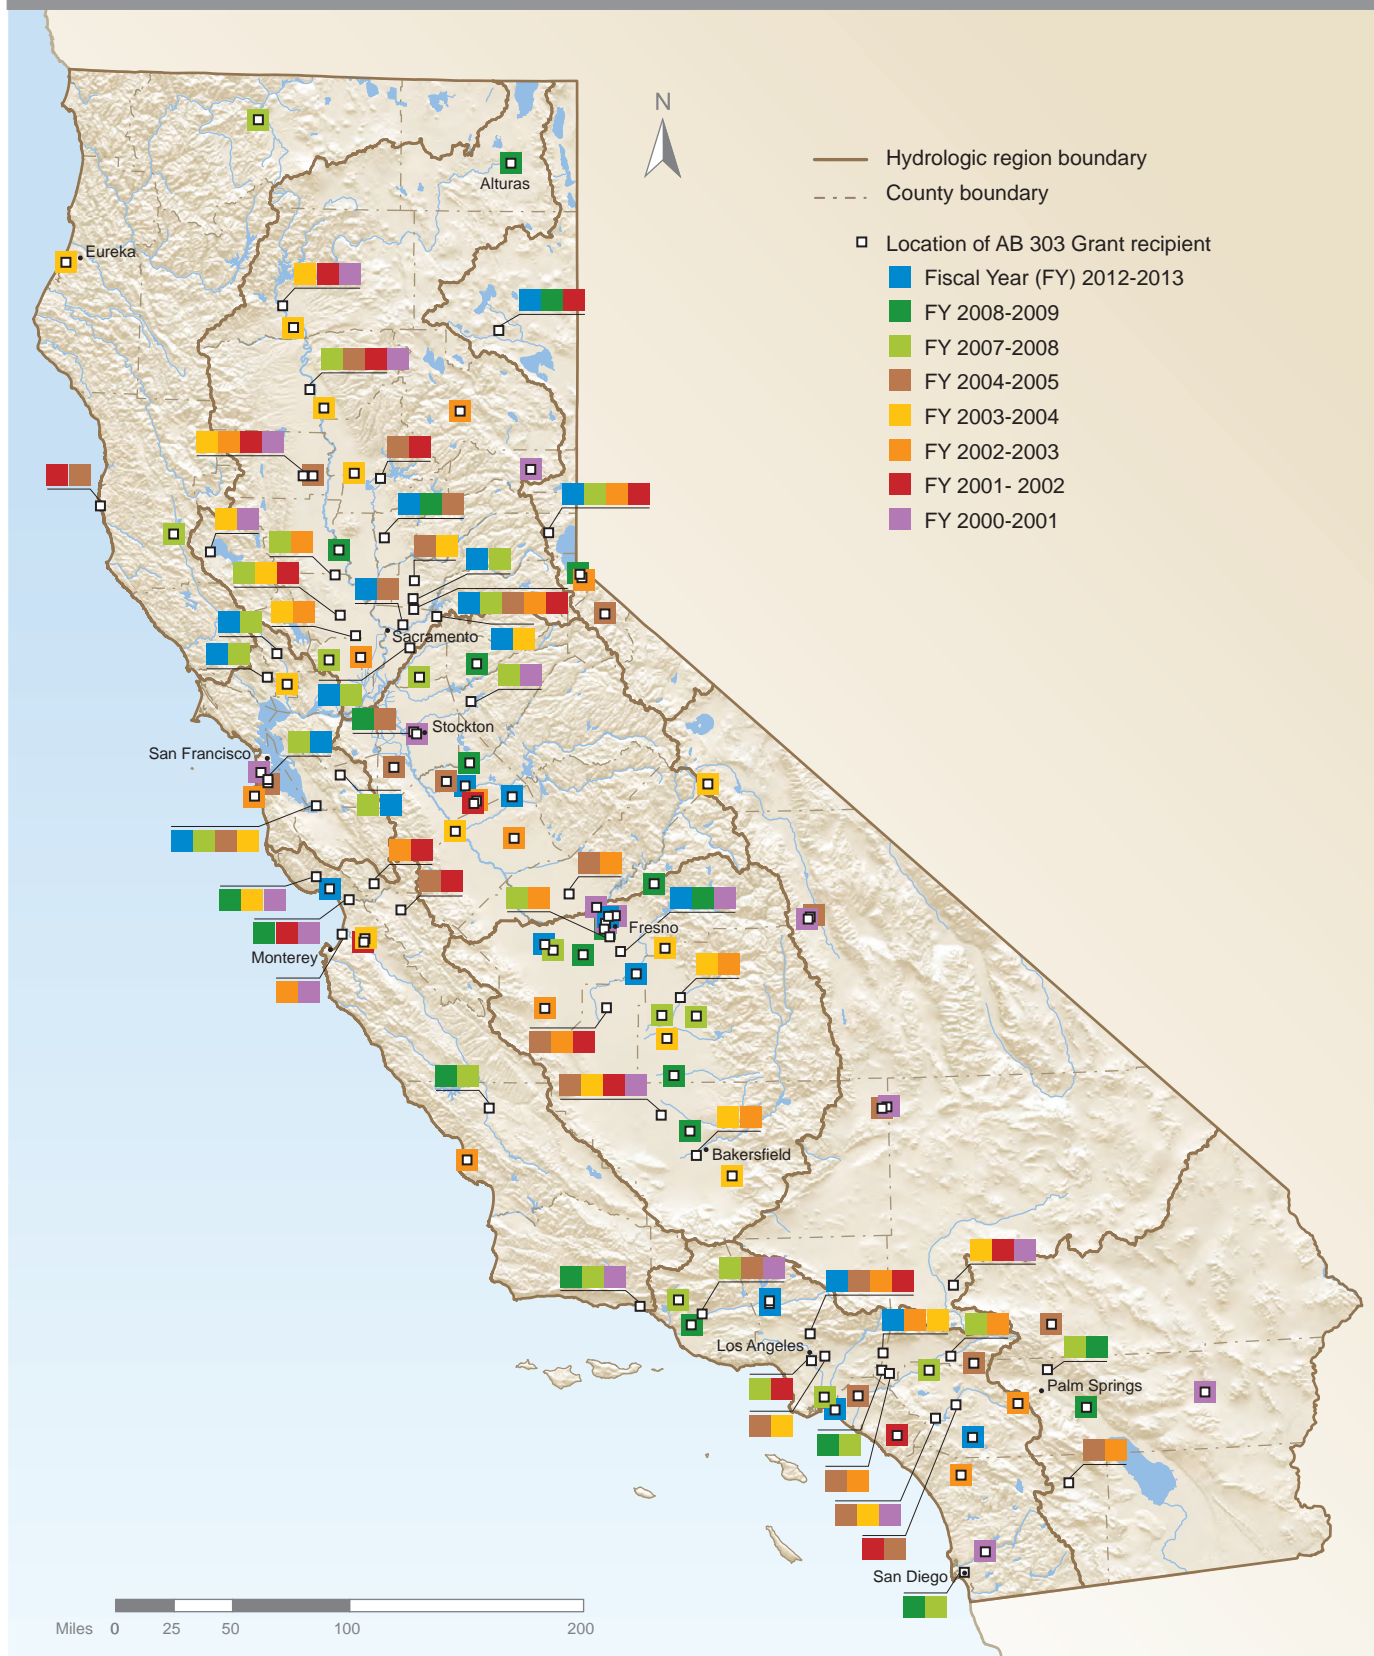 N
Hydrologic region boundary
County boundary
Location of AB 303 Grant recipient
Fiscal Year (FY) 2012-2013
FY 2008-2009
FY 2007-2008
FY 2004-2005
FY 2003-2004
FY 2002-2003
FY 2001- 2002
FY 2000-2001
Alturas
Eureka
Sacramento
Stockton
San Francisco
Fresno
Monterey
Bakersfield
Los Angeles
Palm Springs
San Diego
Miles 0 25 50 100 200